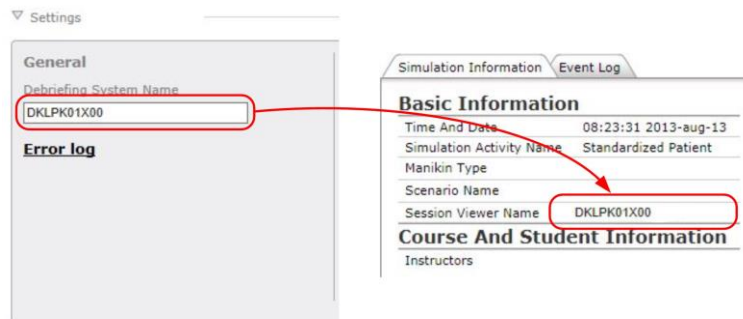 Settings
General
Debriefing System Name
DKLPK01X00
Error log
Simulation Information
Event Log
Basic Information
Time And Date 08:23:31 2013-aug-13
Simulation Activity Name Standardized Patient
Manikin Type
Scenario Name
Session Viewer Name DKLPK01X00
Course And Student Information
Instructors